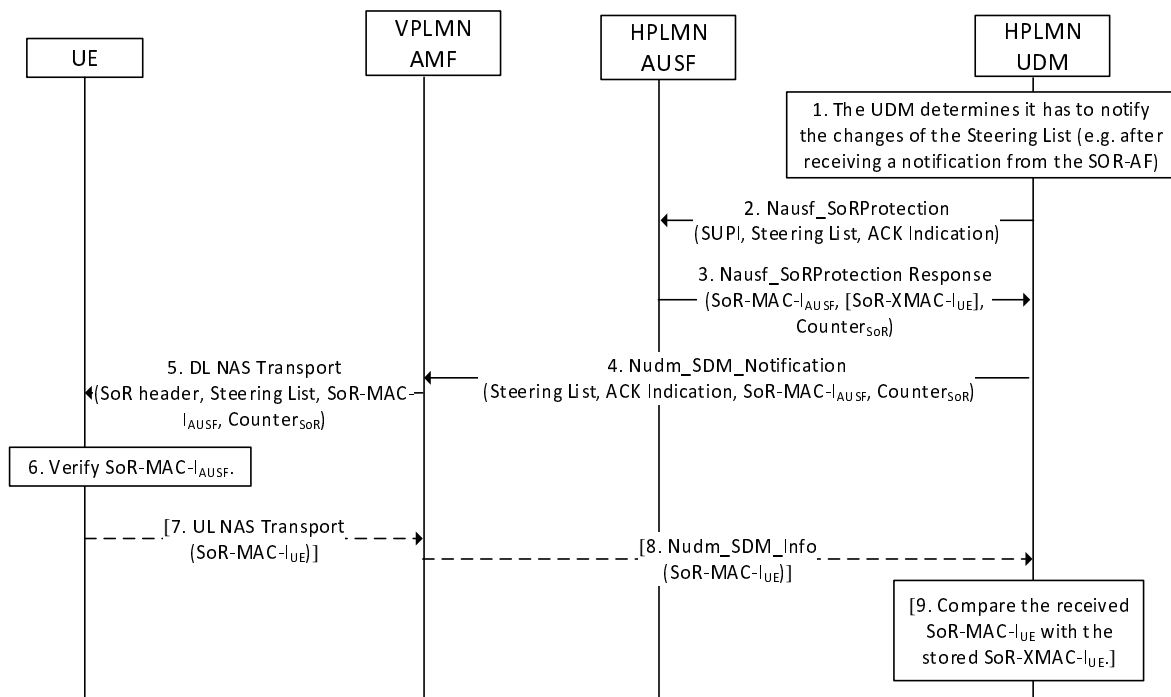 UE
VPLMN
AMF
HPLMN
AUSF
HPLMN
UDM
1. The UDM determines it has to notify
the changes of the Steering List (e.g. after
receiving a notification from the SOR-AF)
2. Nausf_SoRProtection
(SUPI, Steering List, ACK Indication)
3. Nausf_SoRProtection Response
(SoR-MAC-IAUSF, [SoR-XMAC-IUE],
CounterSoR)
4. Nudm_SDM_Notification
(Steering List, ACK Indication, SoR-MAC-IAUSF, CounterSoR)
5. DL NAS Transport
(SoR header, Steering List, SoR-MAC-
IAUSF, CounterSoR)
6. Verify SoR-MAC-IAUSF.
[7. UL NAS Transport
(SoR-MAC-IUE)]
[8. Nudm_SDM_Info
(SoR-MAC-IUE)]
[9. Compare the received
SoR-MAC-IUE with the
stored SoR-XMAC-IUE.]